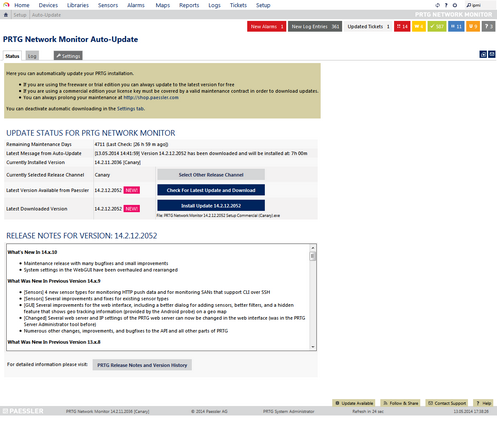 Home Devices Libraries Sensors Alarms Maps Reports Logs Tickets Setup
Setup Auto-Update PRTG NETWORK MONITOR
New Alarms 1 New Log Entries 361 Updated Tickets 1
PRTG Network Monitor Auto-Update
Status Log Settings
Here you can automatically update your PRTG installation.
If you are using the freeware or trial edition you can always update to the latest version for free
If you are using a commercial edition your license key must be covered by a valid maintenance contract in order to download updates.
You can always prolong your maintenance at http://shop.paessler.com
You can deactivate automatic downloading in the Settings tab.
UPDATE STATUS FOR PRTG NETWORK MONITOR
Remaining Maintenance Days 4711 (Last Check: [26 h 59 m ago])
Latest Message from Auto-Update [13.05.2014 14:41:59] Version 14.2.12.2052 has been downloaded and will be installed at: 7h 00m
Currently Installed Version 14.2.11.2036 [Canary]
Currently Selected Release Channel Canary Select Other Release Channel
Latest Version Available from Paessler 14.2.12.2052 NEW! Check For Latest Update and Download
Latest Downloaded Version 14.2.12.2052 NEW! Install Update 14.2.12.2052
File: PRTG Network Monitor 14.2.12.2052 Setup Commercial (Canary).exe
RELEASE NOTES FOR VERSION: 14.2.12.2052
What's New In 14.x.10
Maintenance release with many bugfixes and small improvements
System settings in the WebGUI have been overhauled and rearranged
What Was New In Previous Version 14.x.9
[Sensors] 4 new sensor types for monitoring HTTP push data and for monitoring SANs that support CLI over SSH
[Sensors] Several improvements and fixes for existing sensor types
[GUI] Several improvements for the web interface, including a better dialog for adding sensors, better filters, and a hidden
feature that shows geo tracking information (provided by the Android probe) on a geo map
[Changed] Several web server and IP settings of the PRTG web server can now be changed in the web interface (was in the PRTG
Server Administrator tool before)
Numerous other changes, improvements, and bugfixes to the API and all other parts of PRTG
What Was New In Previous Version 13.x.8
For detailed information please visit: PRTG Release Notes and Version History
Update Available Follow & Share Contact Support Help
PAESSLER PRTG Network Monitor 14.2.11.2036 [Canary] © 2014 Paessler AG PRTG System Administrator Refresh in 24 sec 13.05.2014 17:38:28